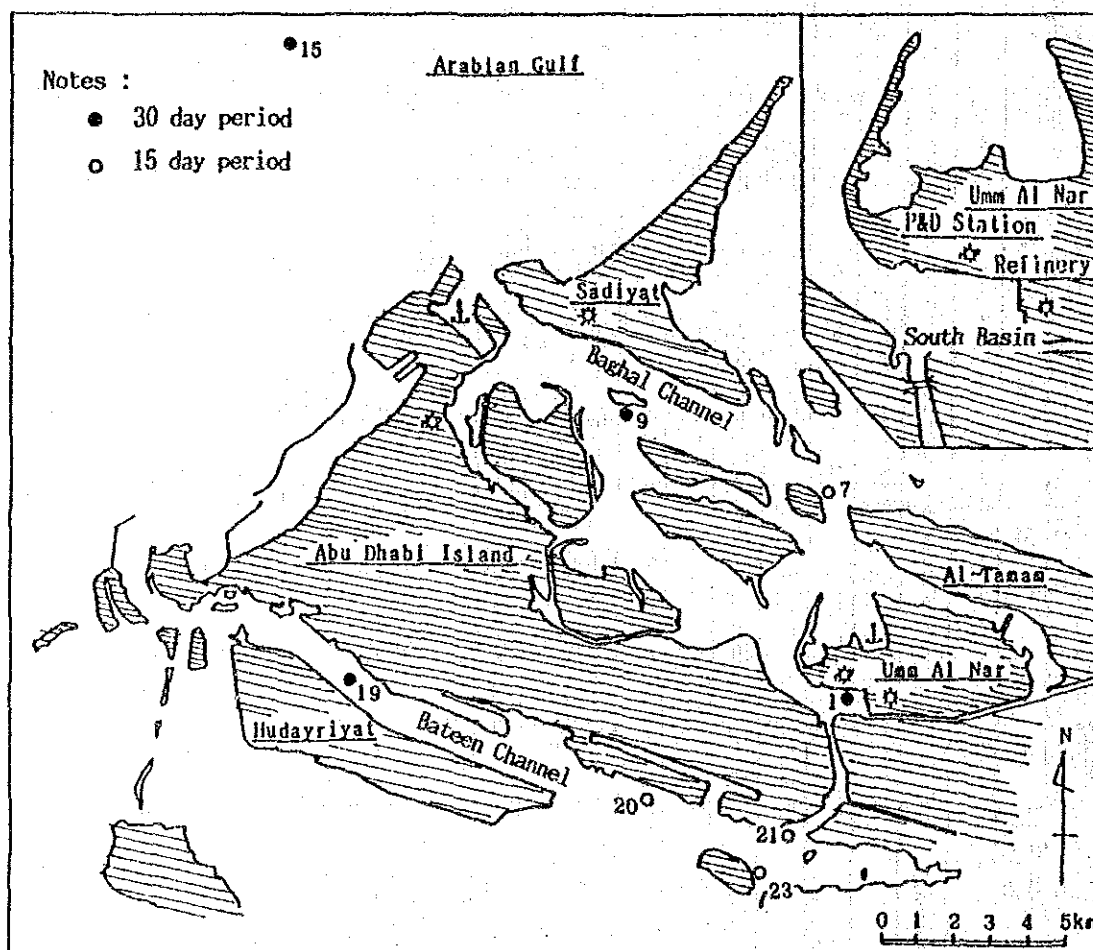 15
Arabian Gulf
Notes :
● 30 day period
○ 15 day period
Umm Al Nar
P&D Station
Refinery
South Basin
Sadiyat
Baghal Channel
9
7
Abu Dhabi Island
Al-Tamam
Umm Al Nar
1
19
Hudayriyat
Bateen Channel
N
20
21
23
0 1 2 3 4 5km